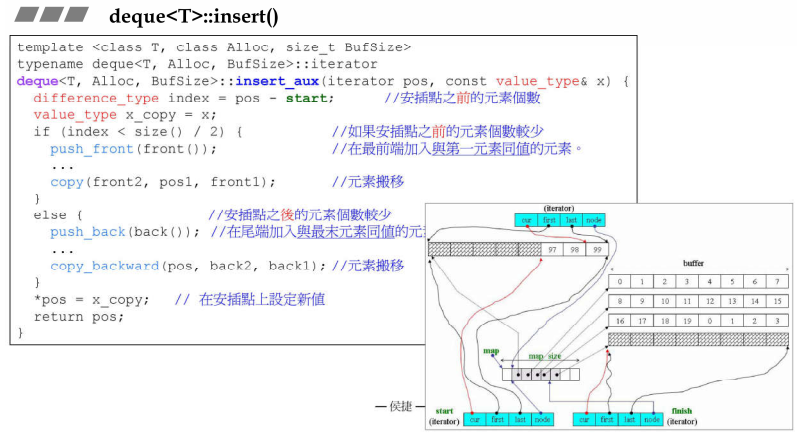 deque<T>::insert()
template <class T, class Alloc, size_t BufSize>
typename deque<T, Alloc, BufSize>::iterator
deque<T, Alloc, BufSize>::insert_aux(iterator pos, const value_type& x) {
difference_type index = pos - start; //安插點之前的元素個數
value_type x_copy = x;
if (index < size() / 2) { //如果安插點之前的元素個數較少
push_front(front()); //在最前端加入與第一元素同值的元素。
...
copy(front2, pos1, front1); //元素搬移
}
else { //安插點之後的元素個數較少
push_back(back()); //在尾端加入與最末元素同值的元
...
copy_backward(pos, back2, back1); //元素搬移
}
*pos = x_copy; // 在安插點上設定新值
return pos;
}
(iterator)
cur first last node
97 98 99
buffer
0 1 2 3 4 5 6 7
8 9 10 11 12 13 14 15
16 17 18 19 0 1 2 3
map map size
— 侯捷 —
start finish
(iterator) cur first last node cur first last node (iterator)